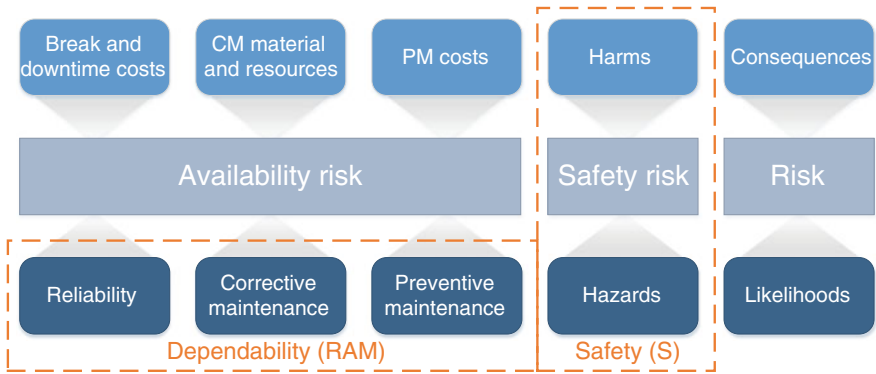 Break and
downtime costs
CM material
and resources
PM costs
Harms
Consequences
Availability risk
Safety risk
Risk
Reliability
Corrective
maintenance
Preventive
maintenance
Hazards
Likelihoods
Dependability (RAM)
Safety (S)